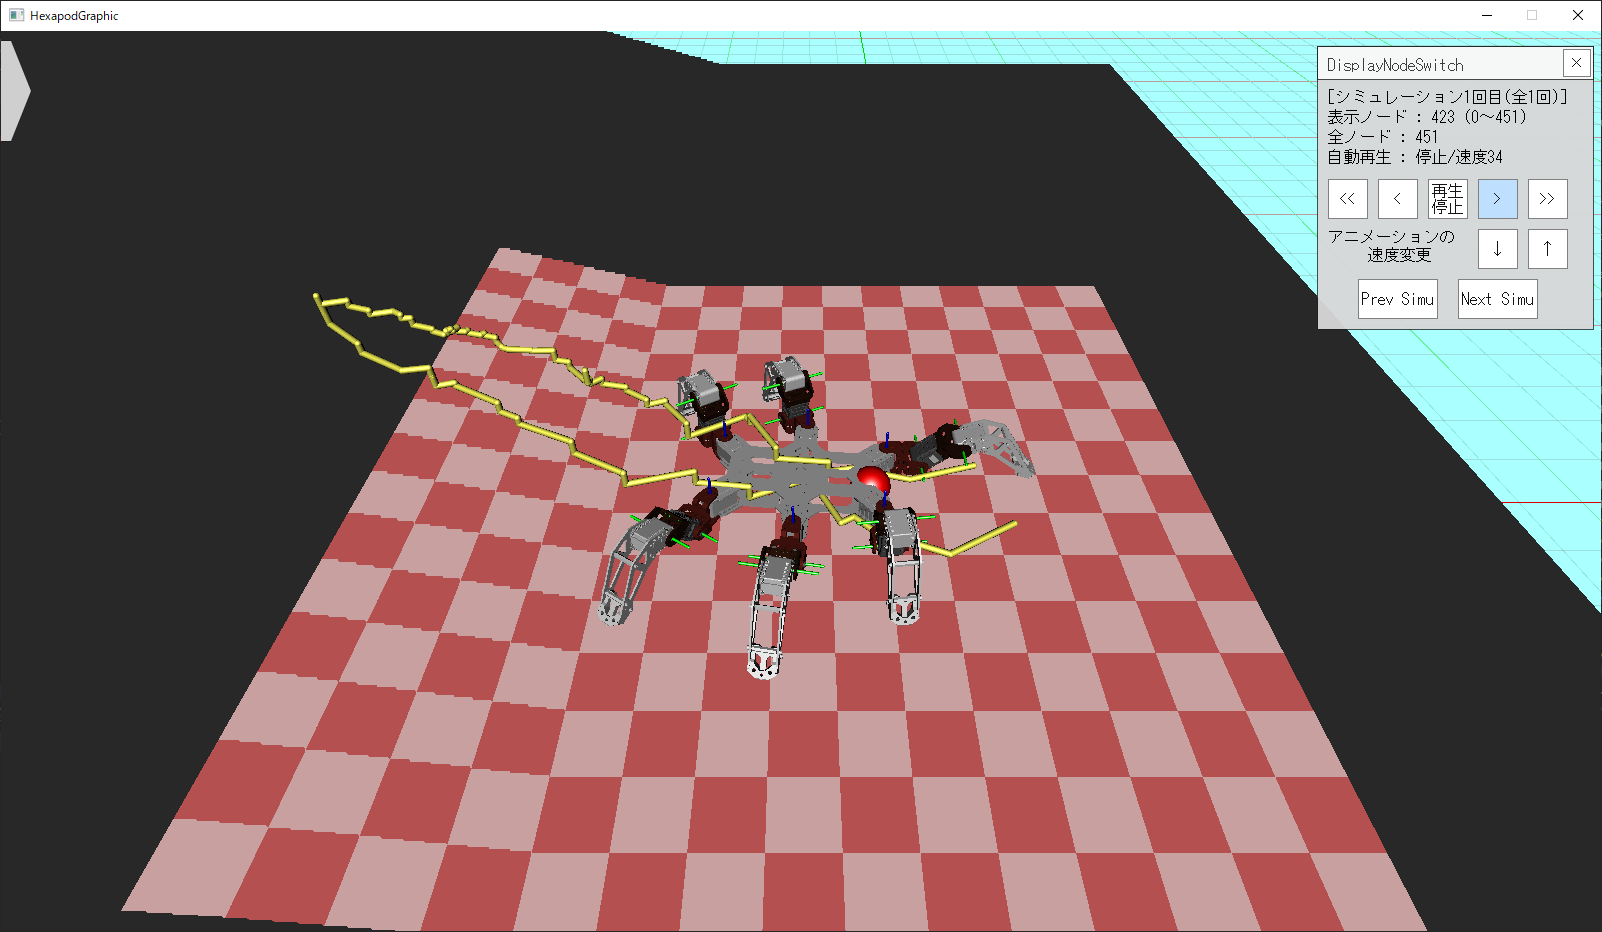 HexapodGraphic
DisplayNodeSwitch
[シミュレーション1回目(全1回)]
表示ノード : 423 (0～451)
全ノード : 451
自動再生 : 停止/速度34
<<
<
再生
停止
>
>>
アニメーションの
速度変更
↓
↑
Prev Simu
Next Simu